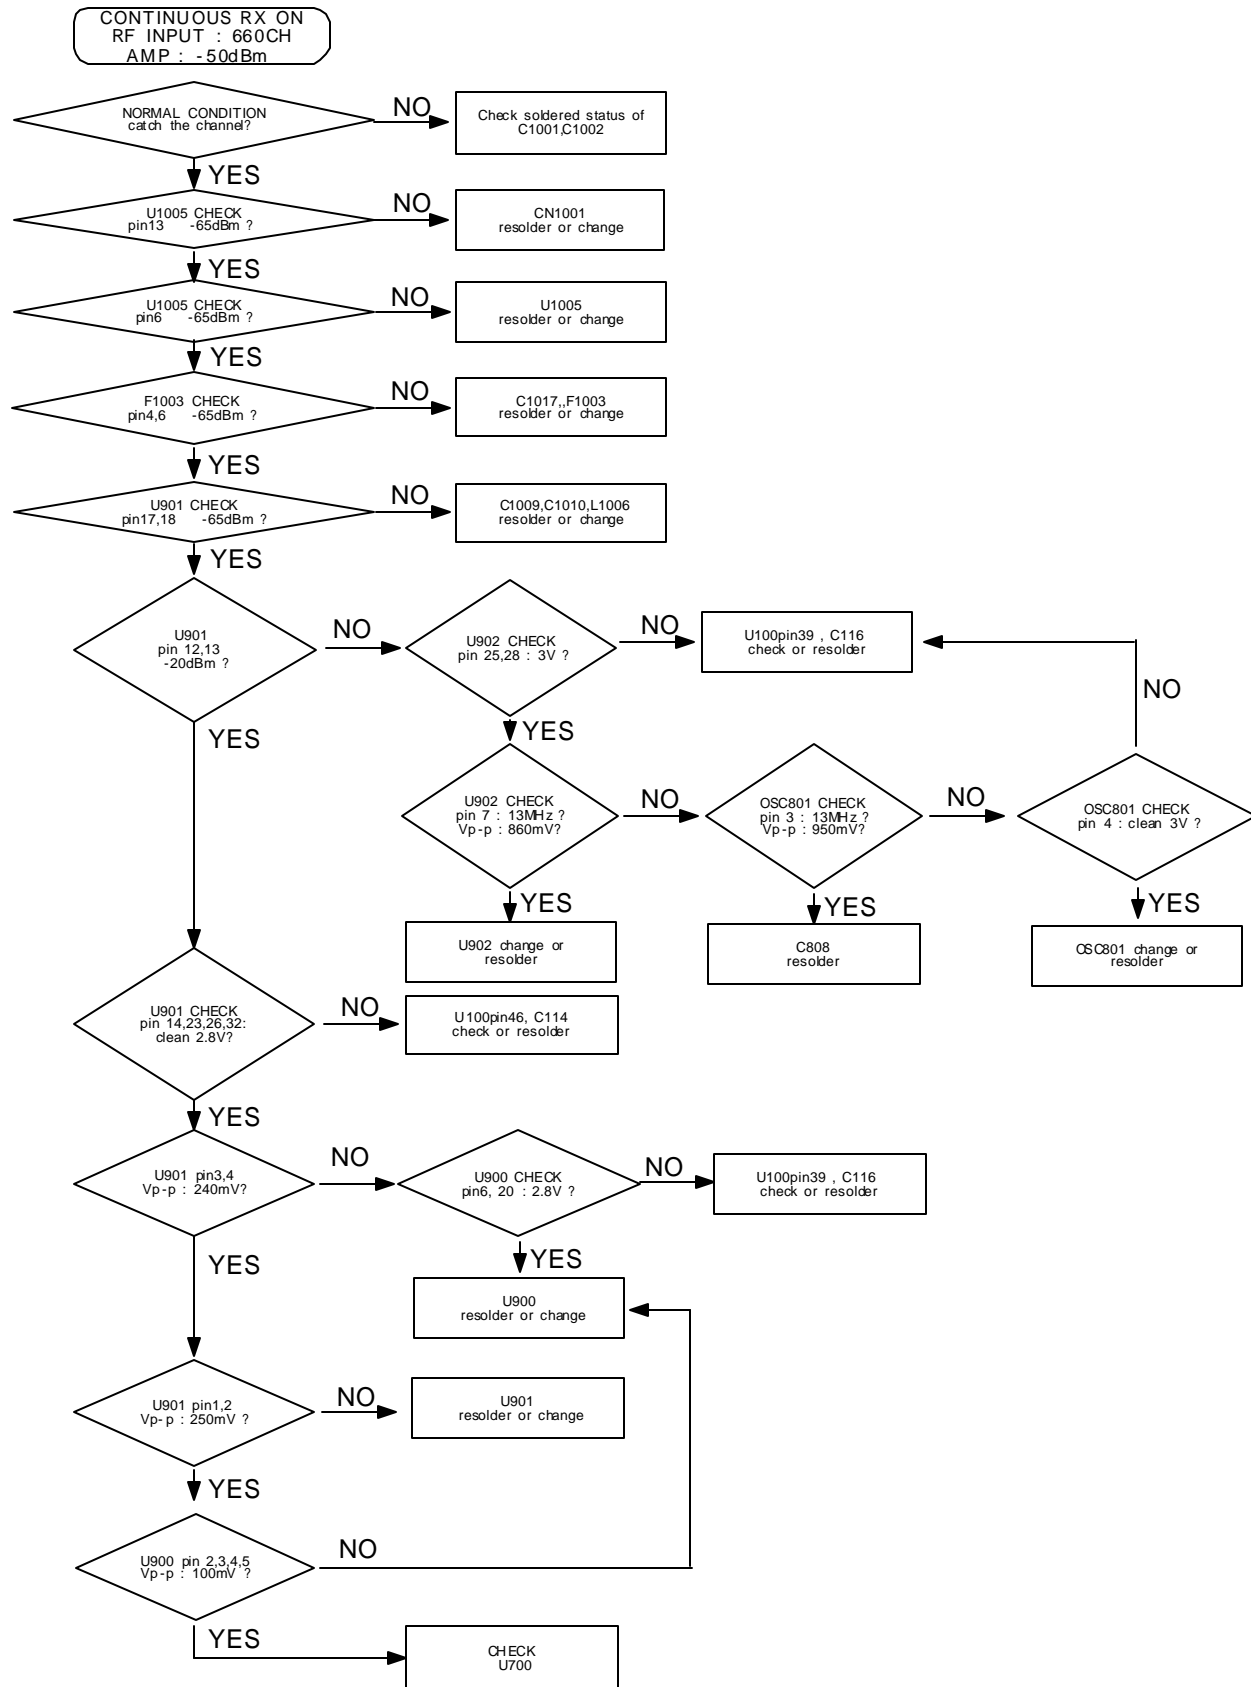 CONTINUOUS RX ON
RF INPUT : 660CH
AMP : -50dBm
NORMAL CONDITION
catch the channel?
NO
Check soldered status of
C1001,C1002
YES
U1005 CHECK
pin13 -65dBm ?
NO
CN1001
resolder or change
YES
U1005 CHECK
pin6 -65dBm ?
NO
U1005
resolder or change
YES
F1003 CHECK
pin4,6 -65dBm ?
NO
C1017,,F1003
resolder or change
YES
U901 CHECK
pin17,18 -65dBm ?
NO
C1009,C1010,L1006
resolder or change
YES
U901
pin 12,13
-20dBm ?
NO
U902 CHECK
pin 25,28 : 3V ?
NO
U100pin39 , C116
check or resolder
NO
YES
YES
U902 CHECK
pin 7 : 13MHz ?
Vp-p : 860mV?
NO
OSC801 CHECK
pin 3 : 13MHz ?
Vp-p : 950mV?
NO
OSC801 CHECK
pin 4 : clean 3V ?
YES
YES
YES
U902 change or
resolder
C808
resolder
OSC801 change or
resolder
U901 CHECK
pin 14,23,26,32:
clean 2.8V?
NO
U100pin46, C114
check or resolder
YES
U901 pin3,4
Vp-p : 240mV?
NO
U900 CHECK
pin6, 20 : 2.8V ?
NO
U100pin39 , C116
check or resolder
YES
YES
U900
resolder or change
U901 pin1,2
Vp-p : 250mV ?
NO
U901
resolder or change
YES
U900 pin 2,3,4,5
Vp-p : 100mV ?
NO
YES
CHECK
U700